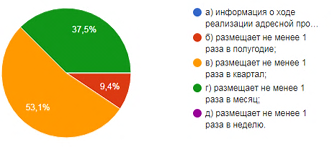 37,5%
9,4%
53,1%
а) информация о ходе
реализации адресной про…
б) размещает не менее 1
раза в полугодие;
в) размещает не менее 1
раза в квартал;
г) размещает не менее 1
раза в месяц;
д) размещает не менее 1
раза в неделю.